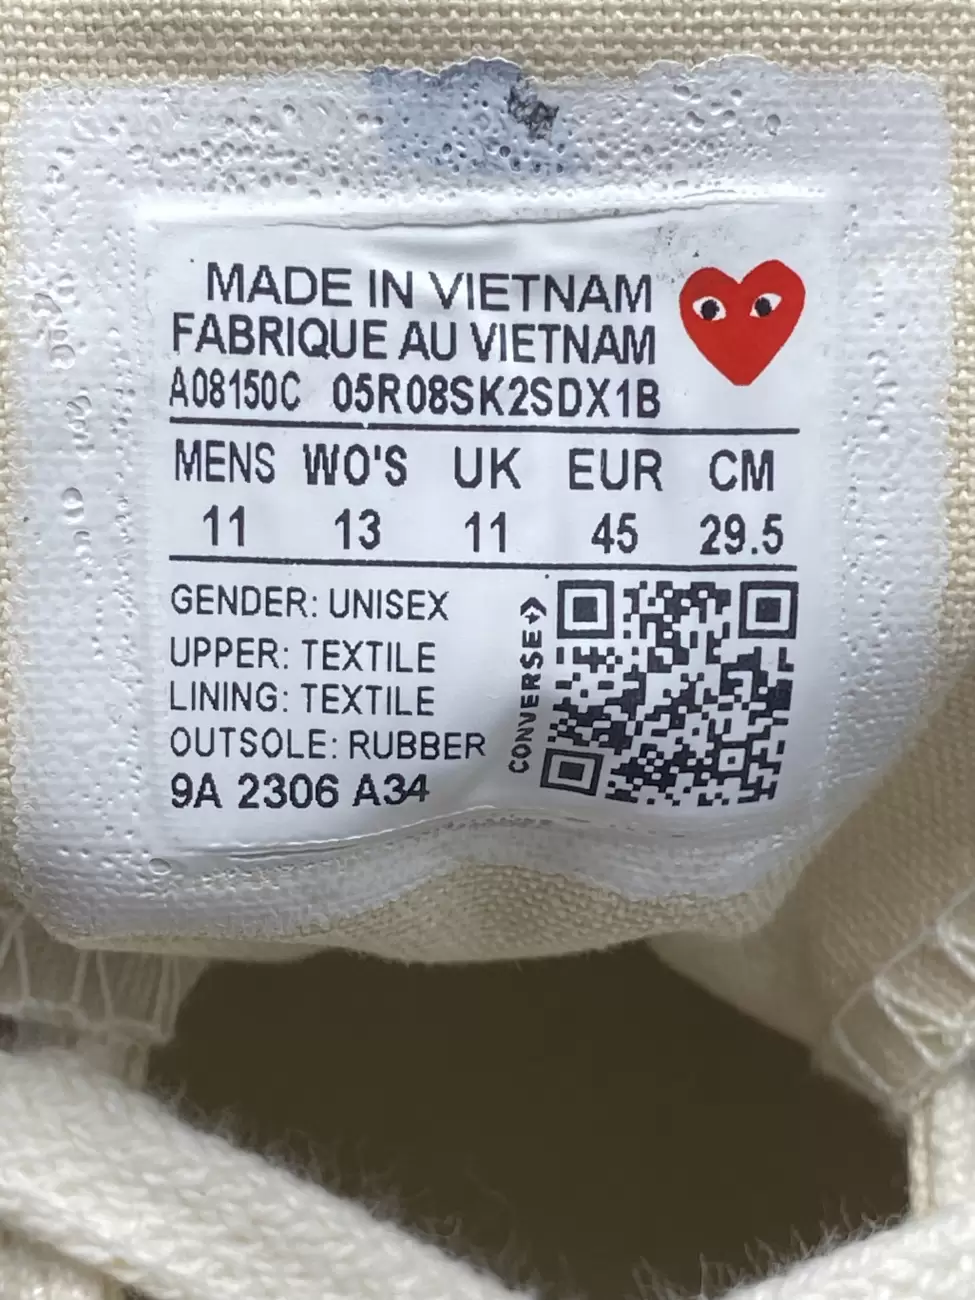 MADE IN VIETNAM
FABRIQUE AU VIETNAM
A08150C 05R08SK2SDX1B
MENS WO'S UK EUR CM
11 13 11 45 29.5
GENDER: UNISEX
UPPER: TEXTILE
LINING: TEXTILE
OUTSOLE: RUBBER
9A 2306 A34
CONVERSE